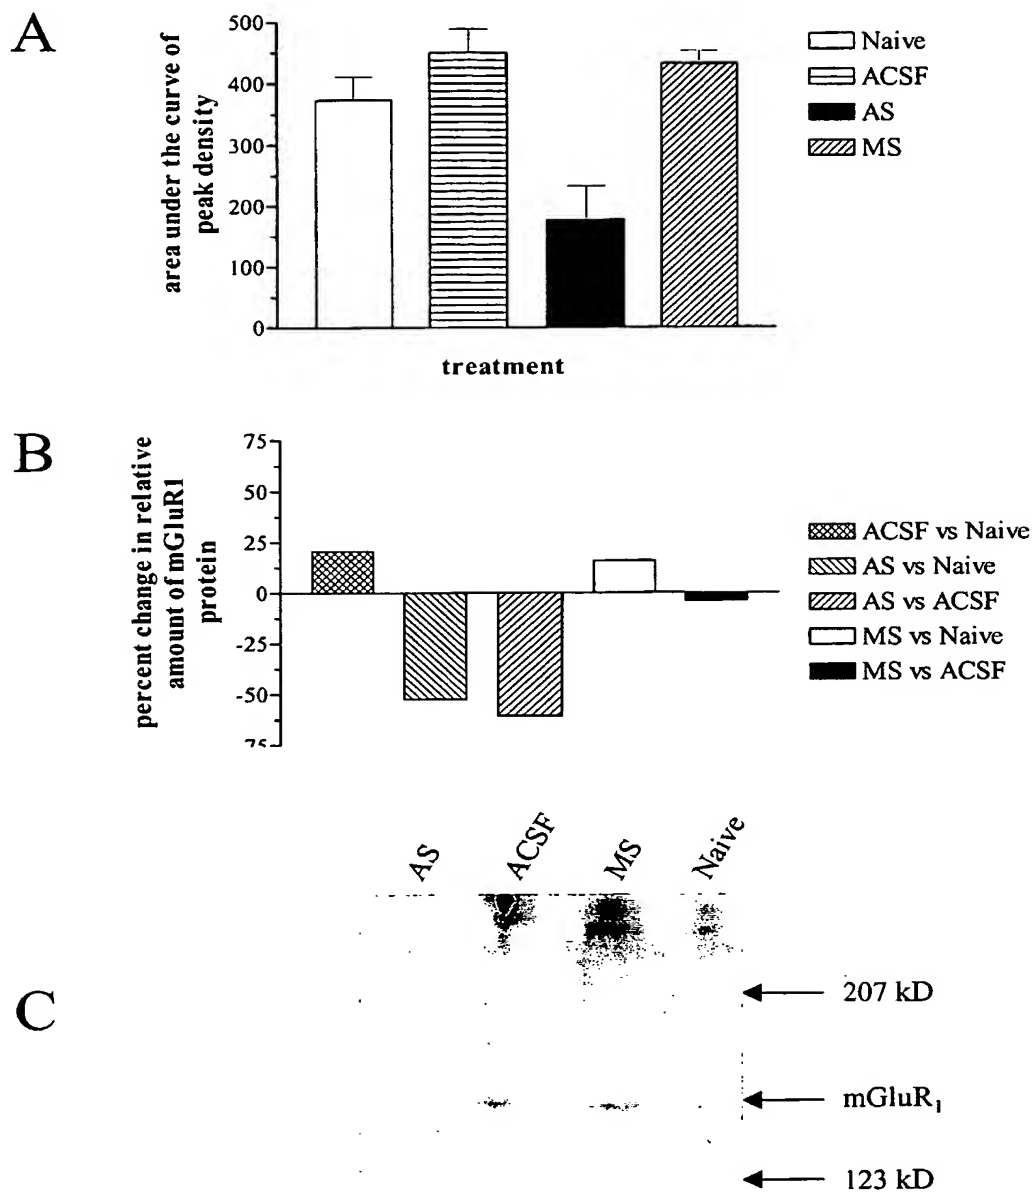 A
500
400
300
200
100
0
area under the curve of
peak density
treatment
Naive
ACSF
AS
MS
B
75
50
25
0
-25
-50
75
percent change in relative
amount of mGluR1
protein
ACSF vs Naive
AS vs Naive
AS vs ACSF
MS vs Naive
MS vs ACSF
C
AS
ACSF
MS
Naive
207 kD
mGluR1
123 kD